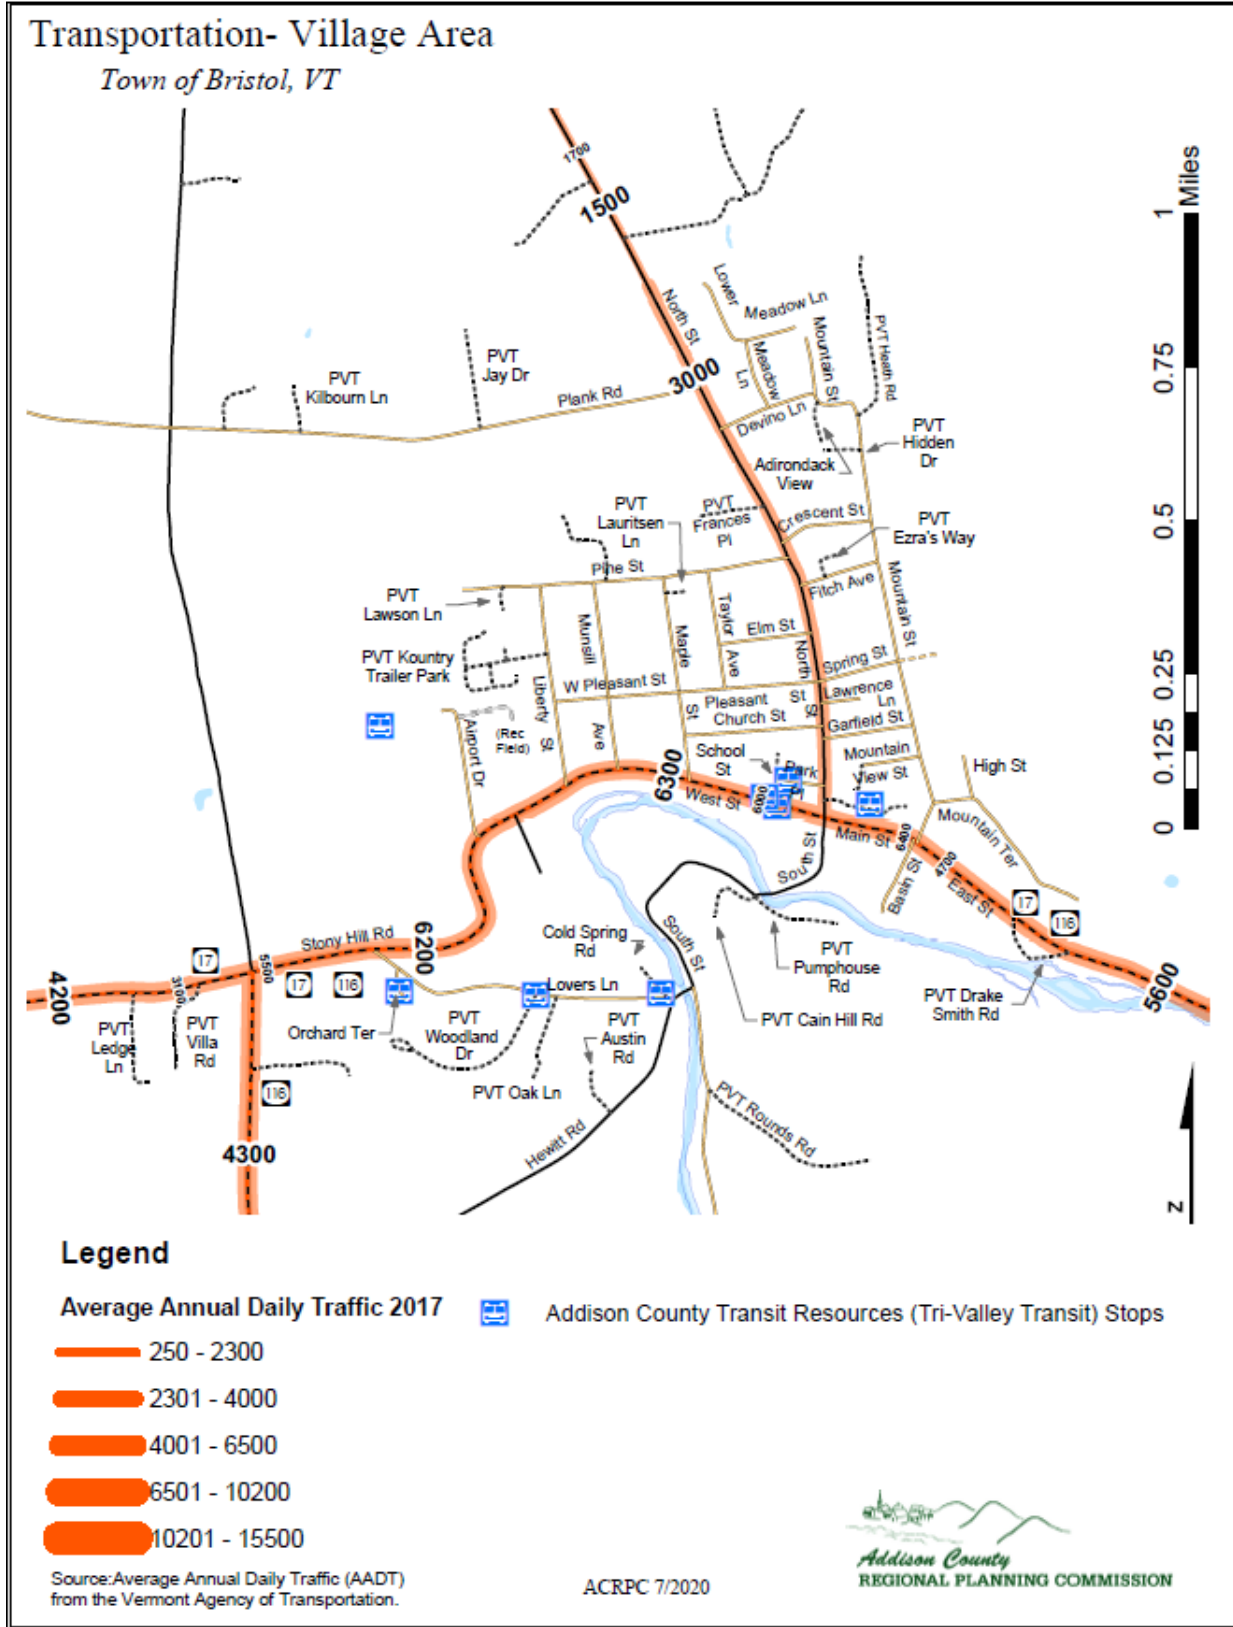 Transportation- Village Area
Town of Bristol, VT
1700
1500
North St
3000
Lower
Meadow Ln
Meadow
Ln
Mountain St
PVT Heath Rd
1 Miles
0.75
0.5
0.25
0.125
0
PVT
Jay Dr
PVT
Kilbourn Ln
Plank Rd
Devino Ln
PVT
Hidden
Dr
Adirondack
View
PVT
Lauritsen
Ln
PVT
Frances
Pl
Crescent St
PVT
Ezra's Way
Pine St
Fitch Ave
Mountain St
PVT
Lawson Ln
Munsill
Ave
Maple
St
Taylor
Ave
Elm St
North
St
Spring St
PVT Kountry
Trailer Park
Liberty
St
W Pleasant St
Pleasant St
Lawrence
Ln
Church St
Garfield St
(Rec
Field)
Airport Dr
School
St
Park
Pl
Mountain
View St
High St
6300
West St
6000
Main St
6400
4700
Mountain Ter
South St
Basin St
East St
17
116
Stony Hill Rd
6200
Cold Spring
Rd
South St
PVT
Pumphouse
Rd
17
5500
17
116
Lovers Ln
PVT Drake
Smith Rd
5600
4200
3100
PVT
Ledge
Ln
PVT
Villa
Rd
Orchard Ter
PVT
Woodland
Dr
PVT
Austin
Rd
PVT Cain Hill Rd
116
PVT Oak Ln
PVT Rounds Rd
Hewitt Rd
4300
N
Legend
Average Annual Daily Traffic 2017
Addison County Transit Resources (Tri-Valley Transit) Stops
250 - 2300
2301 - 4000
4001 - 6500
6501 - 10200
10201 - 15500
Source:Average Annual Daily Traffic (AADT)
from the Vermont Agency of Transportation.
ACRPC 7/2020
Addison County
REGIONAL PLANNING COMMISSION